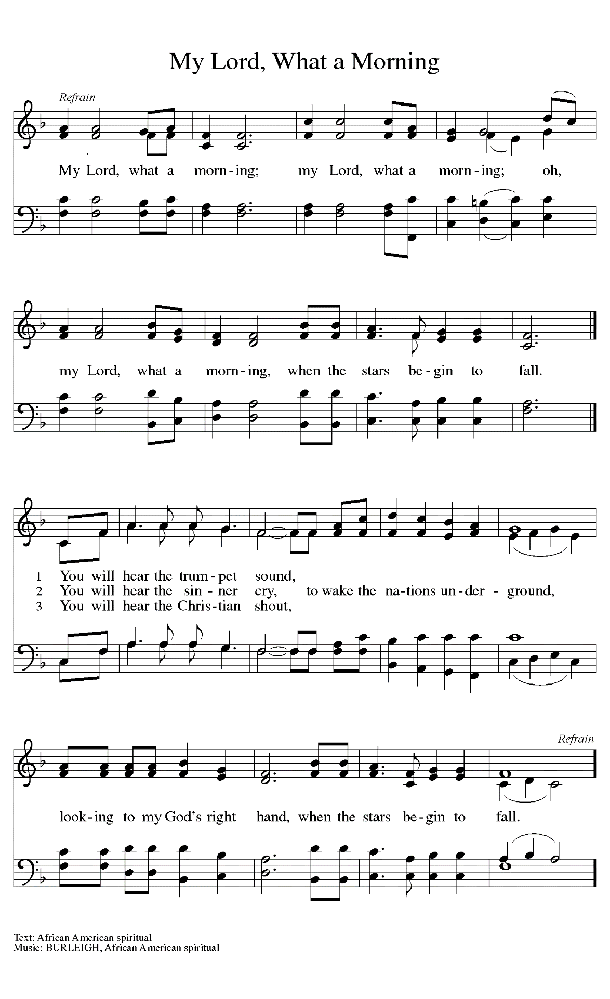 My Lord, What a Morning
Refrain
My Lord, what a morn - ing; my Lord, what a morn - ing; oh,
my Lord, what a morn - ing, when the stars be - gin to fall.
1 You will hear the trum - pet sound,
2 You will hear the sin - ner cry, to wake the na - tions un - der - ground,
3 You will hear the Chris - tian shout,
Refrain
look - ing to my God's right hand, when the stars be - gin to fall.
Text: African American spiritual
Music: BURLEIGH, African American spiritual